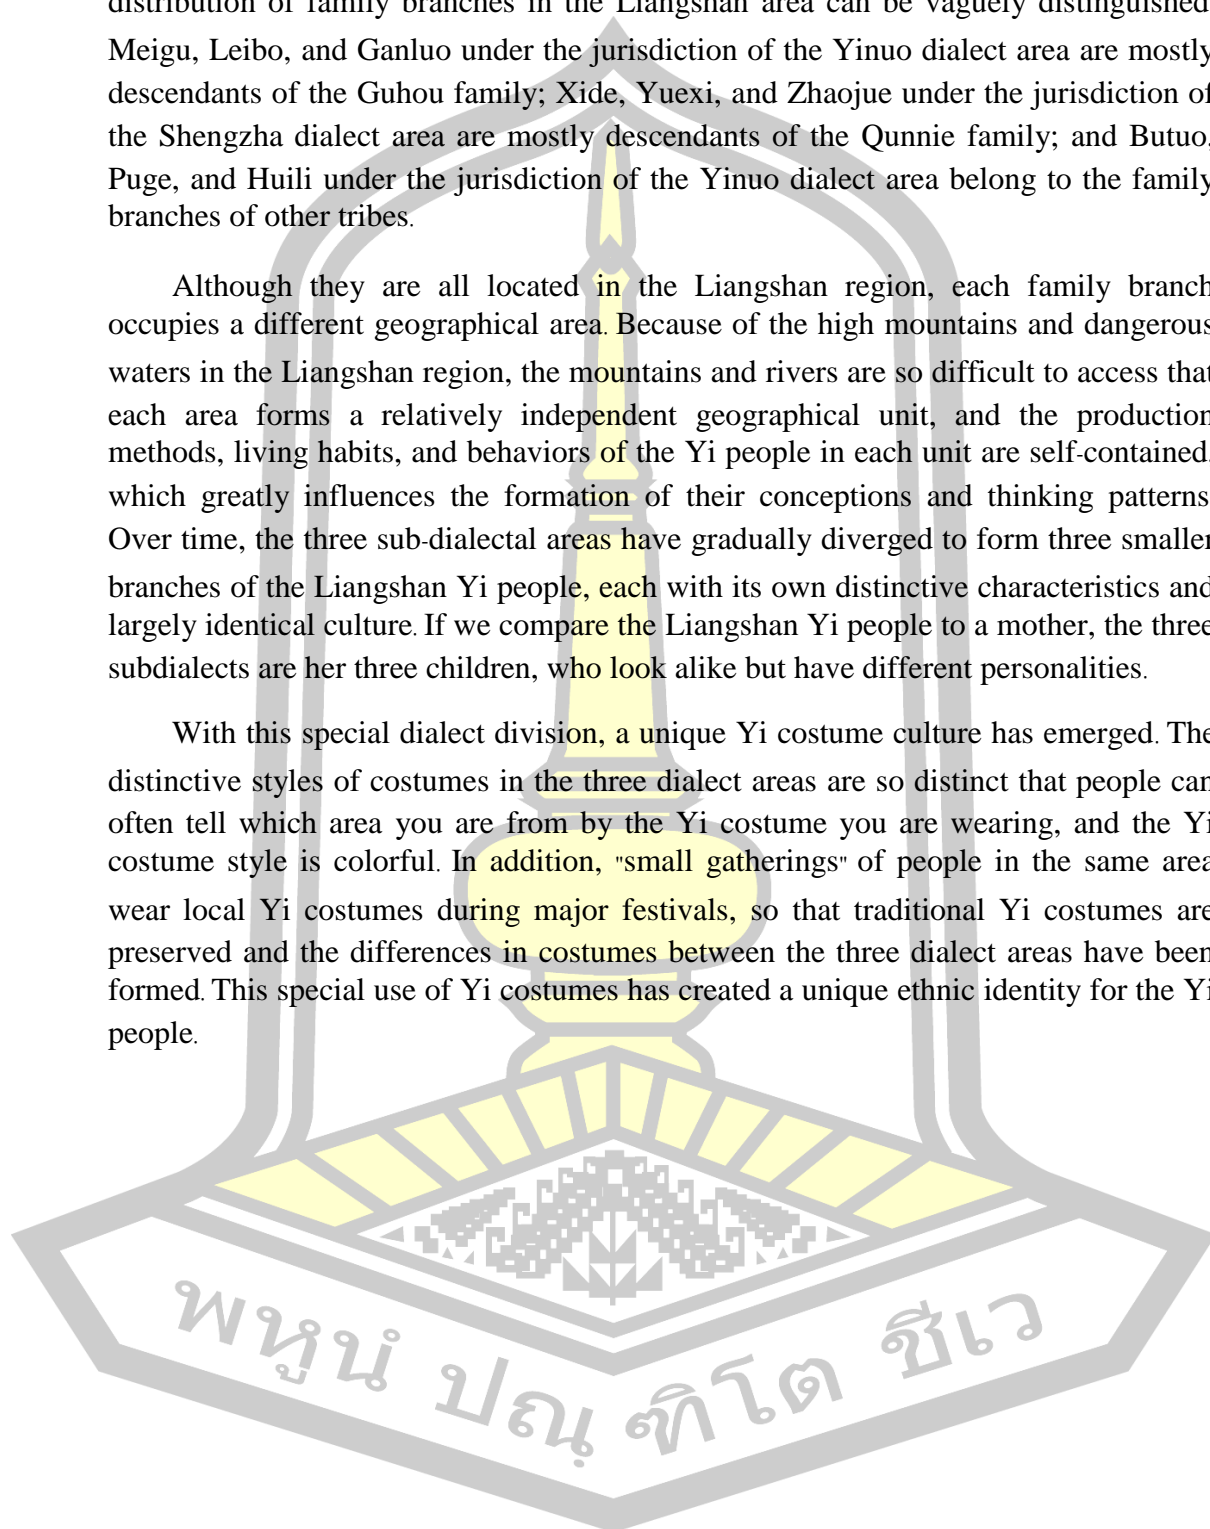 distribution of family branches in the Liangshan area can be vaguely distinguished
Meigu, Leibo, and Ganluo under the jurisdiction of the Yinuo dialect area are mostly
descendants of the Guhou family; Xide, Yuexi, and Zhaojue under the jurisdiction of
the Shengzha dialect area are mostly descendants of the Qunnie family; and Butuo,
Puge, and Huili under the jurisdiction of the Yinuo dialect area belong to the family
branches of other tribes.
Although they are all located in the Liangshan region, each family branch
occupies a different geographical area. Because of the high mountains and dangerous
waters in the Liangshan region, the mountains and rivers are so difficult to access that
each area forms a relatively independent geographical unit, and the production
methods, living habits, and behaviors of the Yi people in each unit are self-contained,
which greatly influences the formation of their conceptions and thinking patterns.
Over time, the three sub-dialectal areas have gradually diverged to form three smaller
branches of the Liangshan Yi people, each with its own distinctive characteristics and
largely identical culture. If we compare the Liangshan Yi people to a mother, the three
subdialects are her three children, who look alike but have different personalities.
With this special dialect division, a unique Yi costume culture has emerged. The
distinctive styles of costumes in the three dialect areas are so distinct that people can
often tell which area you are from by the Yi costume you are wearing, and the Yi
costume style is colorful. In addition, "small gatherings" of people in the same area
wear local Yi costumes during major festivals, so that traditional Yi costumes are
preserved and the differences in costumes between the three dialect areas have been
formed. This special use of Yi costumes has created a unique ethnic identity for the Yi
people.
พหูนํ ปณฺฑิโต ชีเว